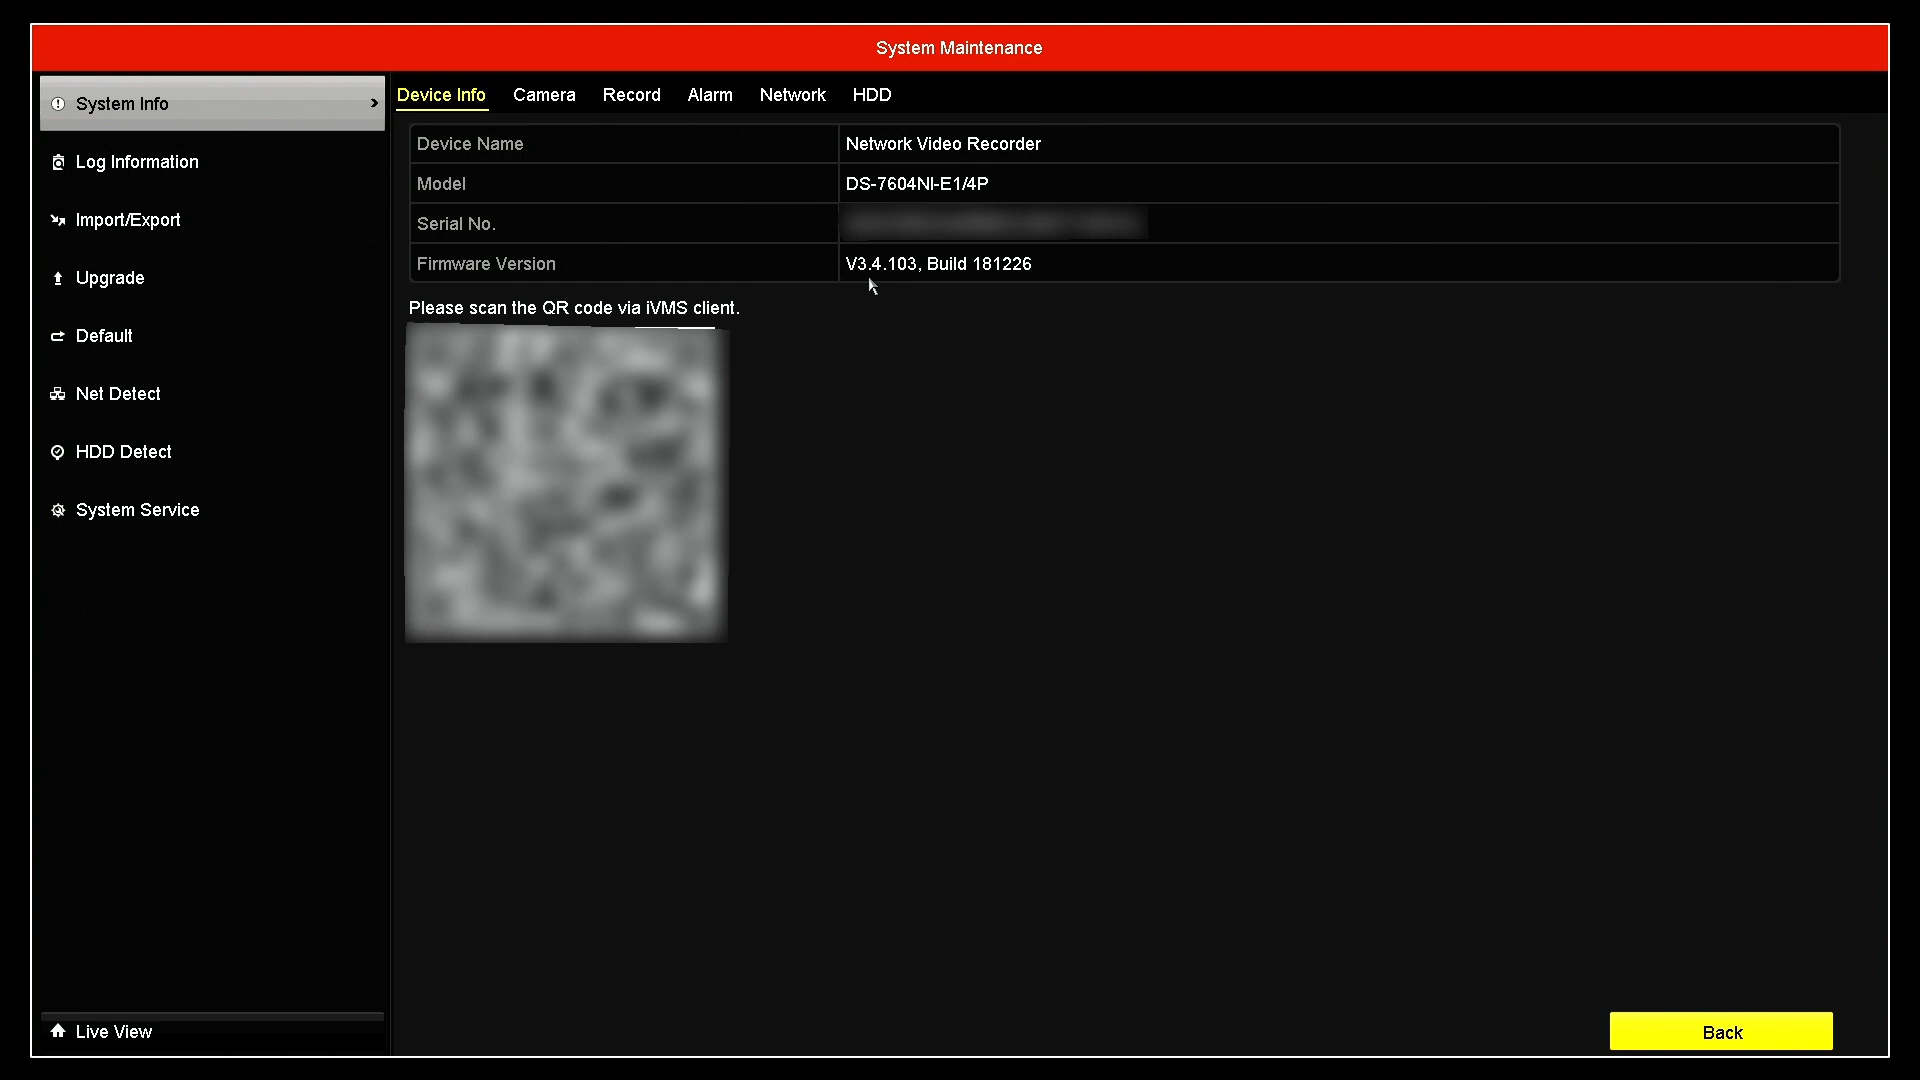 System Maintenance
System Info
Log Information
Import/Export
Upgrade
Default
Net Detect
HDD Detect
System Service
Live View
Device Info Camera Record Alarm Network HDD
Device Name Network Video Recorder
Model DS-7604NI-E1/4P
Serial No.
Firmware Version V3.4.103, Build 181226
Please scan the QR code via iVMS client.
Back